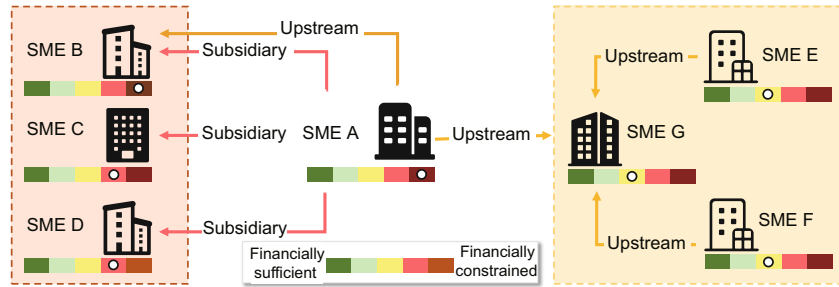 Upstream
SME B
Subsidiary
SME E
Upstream
SME C
Subsidiary
SME A
Upstream
SME G
SME D
Subsidiary
SME F
Upstream
Financially
sufficient
Financially
constrained